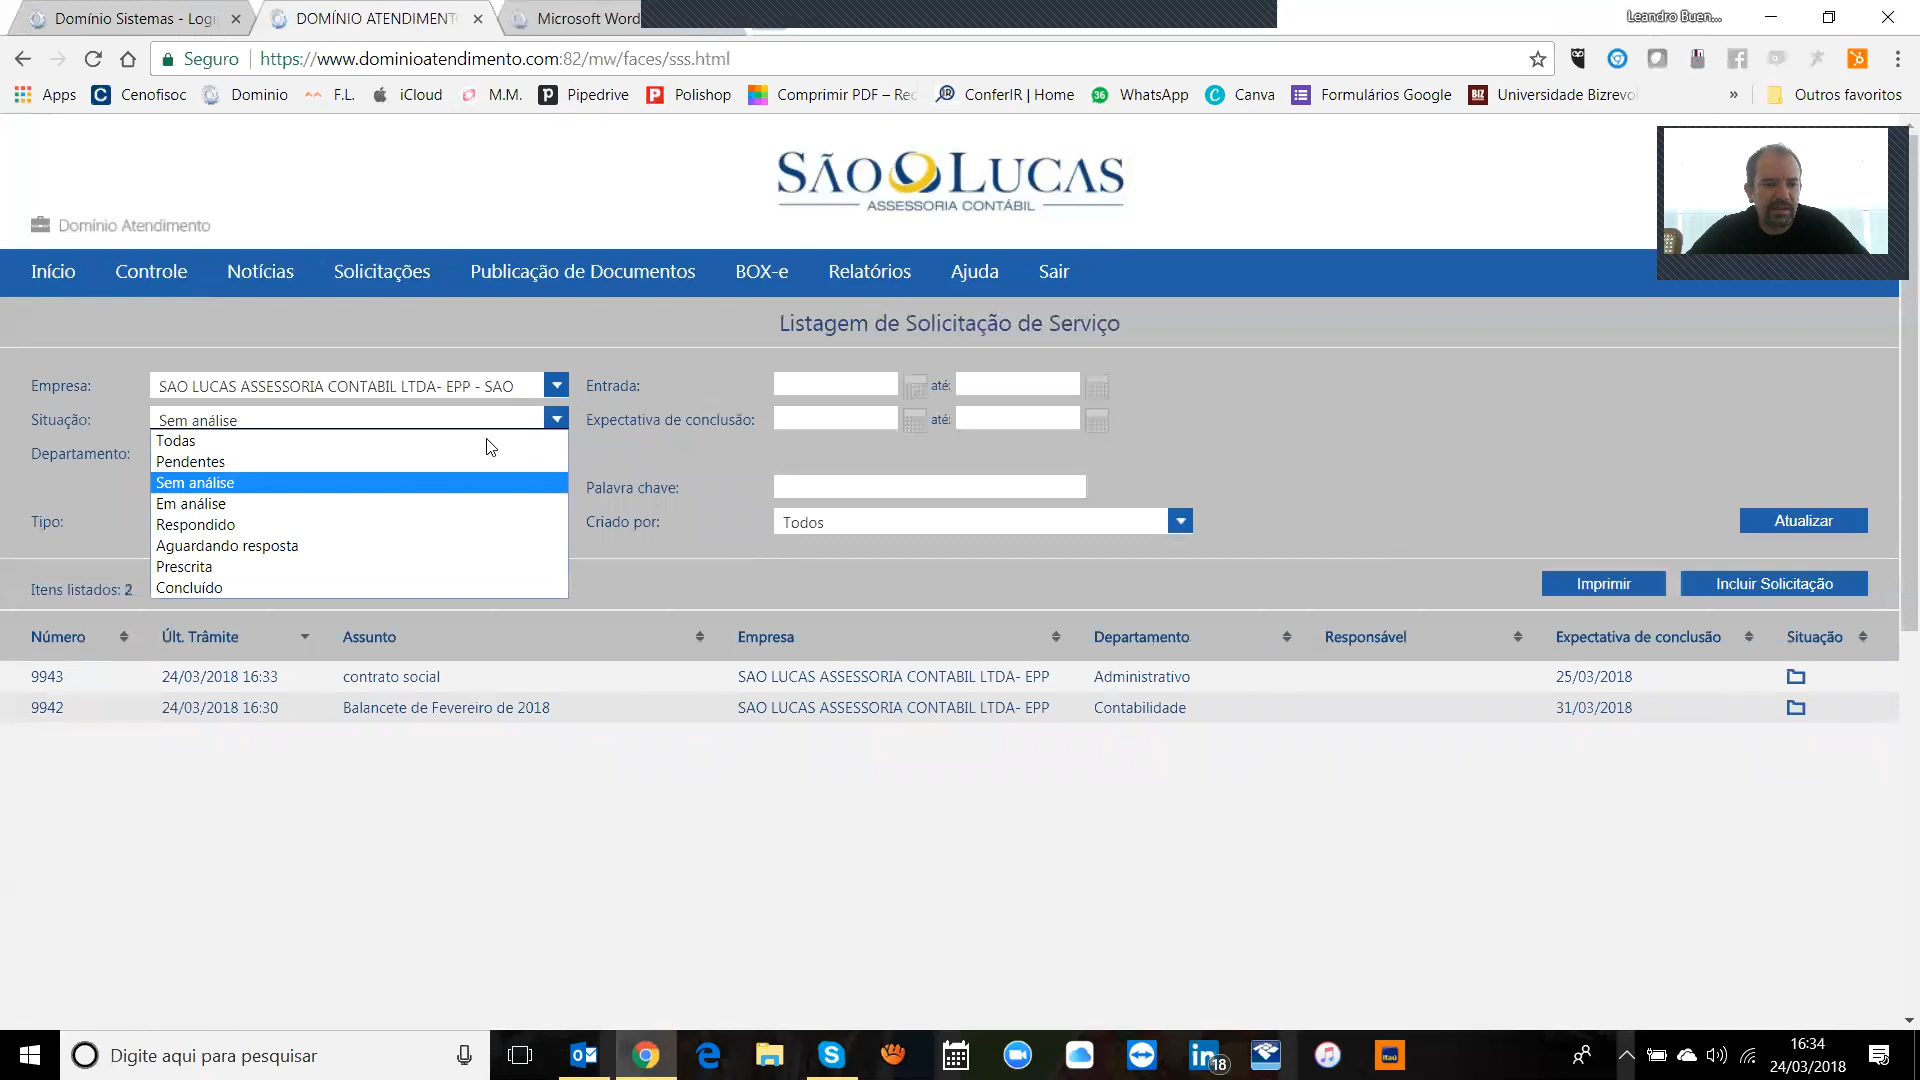 Domínio Sistemas - Logi
DOMÍNIO ATENDIMENT
Microsoft Word
Leandro Buen...
Seguro
https://www.dominioatendimento.com:82/mw/faces/sss.html
Apps
Cenofisco
Dominio
F.L.
iCloud
M.M.
Pipedrive
Polishop
Comprimir PDF – Rec
ConferIR | Home
36
WhatsApp
Canva
Formulários Google
BIZ
Universidade Bizrevo
»
Outros favoritos
SÃO LUCAS
ASSESSORIA CONTÁBIL
Domínio Atendimento
Início
Controle
Notícias
Solicitações
Publicação de Documentos
BOX-e
Relatórios
Ajuda
Sair
Listagem de Solicitação de Serviço
Empresa:
SAO LUCAS ASSESSORIA CONTABIL LTDA- EPP - SAO
Entrada:
até:
Situação:
Sem análise
Expectativa de conclusão:
até:
Todas
Pendentes
Sem análise
Em análise
Respondido
Aguardando resposta
Prescrita
Concluído
Departamento:
Palavra chave:
Tipo:
Criado por:
Todos
Atualizar
Itens listados: 2
Imprimir
Incluir Solicitação
Número
Últ. Trâmite
Assunto
Empresa
Departamento
Responsável
Expectativa de conclusão
Situação
9943
24/03/2018 16:33
contrato social
SAO LUCAS ASSESSORIA CONTABIL LTDA- EPP
Administrativo
25/03/2018
9942
24/03/2018 16:30
Balancete de Fevereiro de 2018
SAO LUCAS ASSESSORIA CONTABIL LTDA- EPP
Contabilidade
31/03/2018
Digite aqui para pesquisar
18
Itaú
16:34
24/03/2018